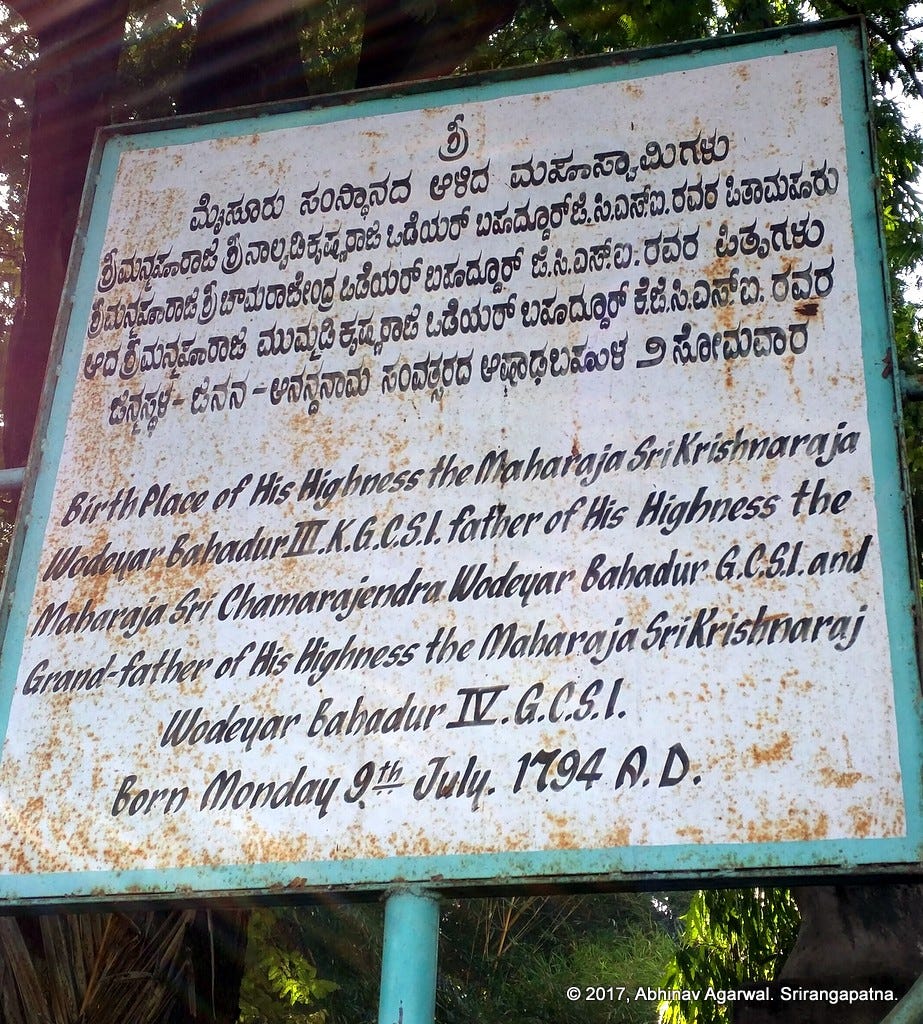 ಶ್ರೀ
ಮೈಸೂರು ಸಂಸ್ಥಾನದ ಆಳಿದ ಮಹಾಸ್ವಾಮಿಗಳು
ಶ್ರೀಮನ್ಮಹಾರಾಜ ಶ್ರೀ ನಾಲ್ವಡಿಕೃಷ್ಣರಾಜ ಒಡೆಯರ್ ಬಹದ್ದೂರ್ ಜಿ.ಸಿ.ಎಸ್ಐ. ರವರ ಪಿತಾಮಹರು
ಶ್ರೀಮನ್ಮಹಾರಾಜ ಶ್ರೀ ಚಾಮರಾಜೇಂದ್ರ ಒಡೆಯರ್ ಬಹದ್ದೂರ್ ಜಿ.ಸಿ.ಎಸ್.ಐ. ರವರ ಪಿತೃಗಳು
ಆದ ಶ್ರೀಮನ್ಮಹಾರಾಜ ಮುಮ್ಮಡಿ ಕೃಷ್ಣರಾಜ ಒಡೆಯರ್ ಬಹದ್ದೂರ್ ಕೆ.ಜಿ.ಸಿ.ಎಸ್ಐ. ರವರ
ಜನ್ಮಸ್ಥಳ - ಜನನ - ಆನನ್ದನಾಮ ಸಂವತ್ಸರದ ಆಷಾಢ ಬಹುಳ ೨ ಸೋಮವಾರ
Birth Place of His Highness the Maharaja Sri Krishnaraja
Wodeyar Bahadur III. K.G.C.S.I. father of His Highness the
Maharaja Sri Chamarajendra Wodeyar Bahadur G.C.S.I. and
Grand-father of His Highness the Maharaja Sri Krishnaraj
Wodeyar Bahadur IV. G.C.S.I.
Born Monday 9th July. 1794 A.D.
© 2017, Abhinav Agarwal. Srirangapatna.